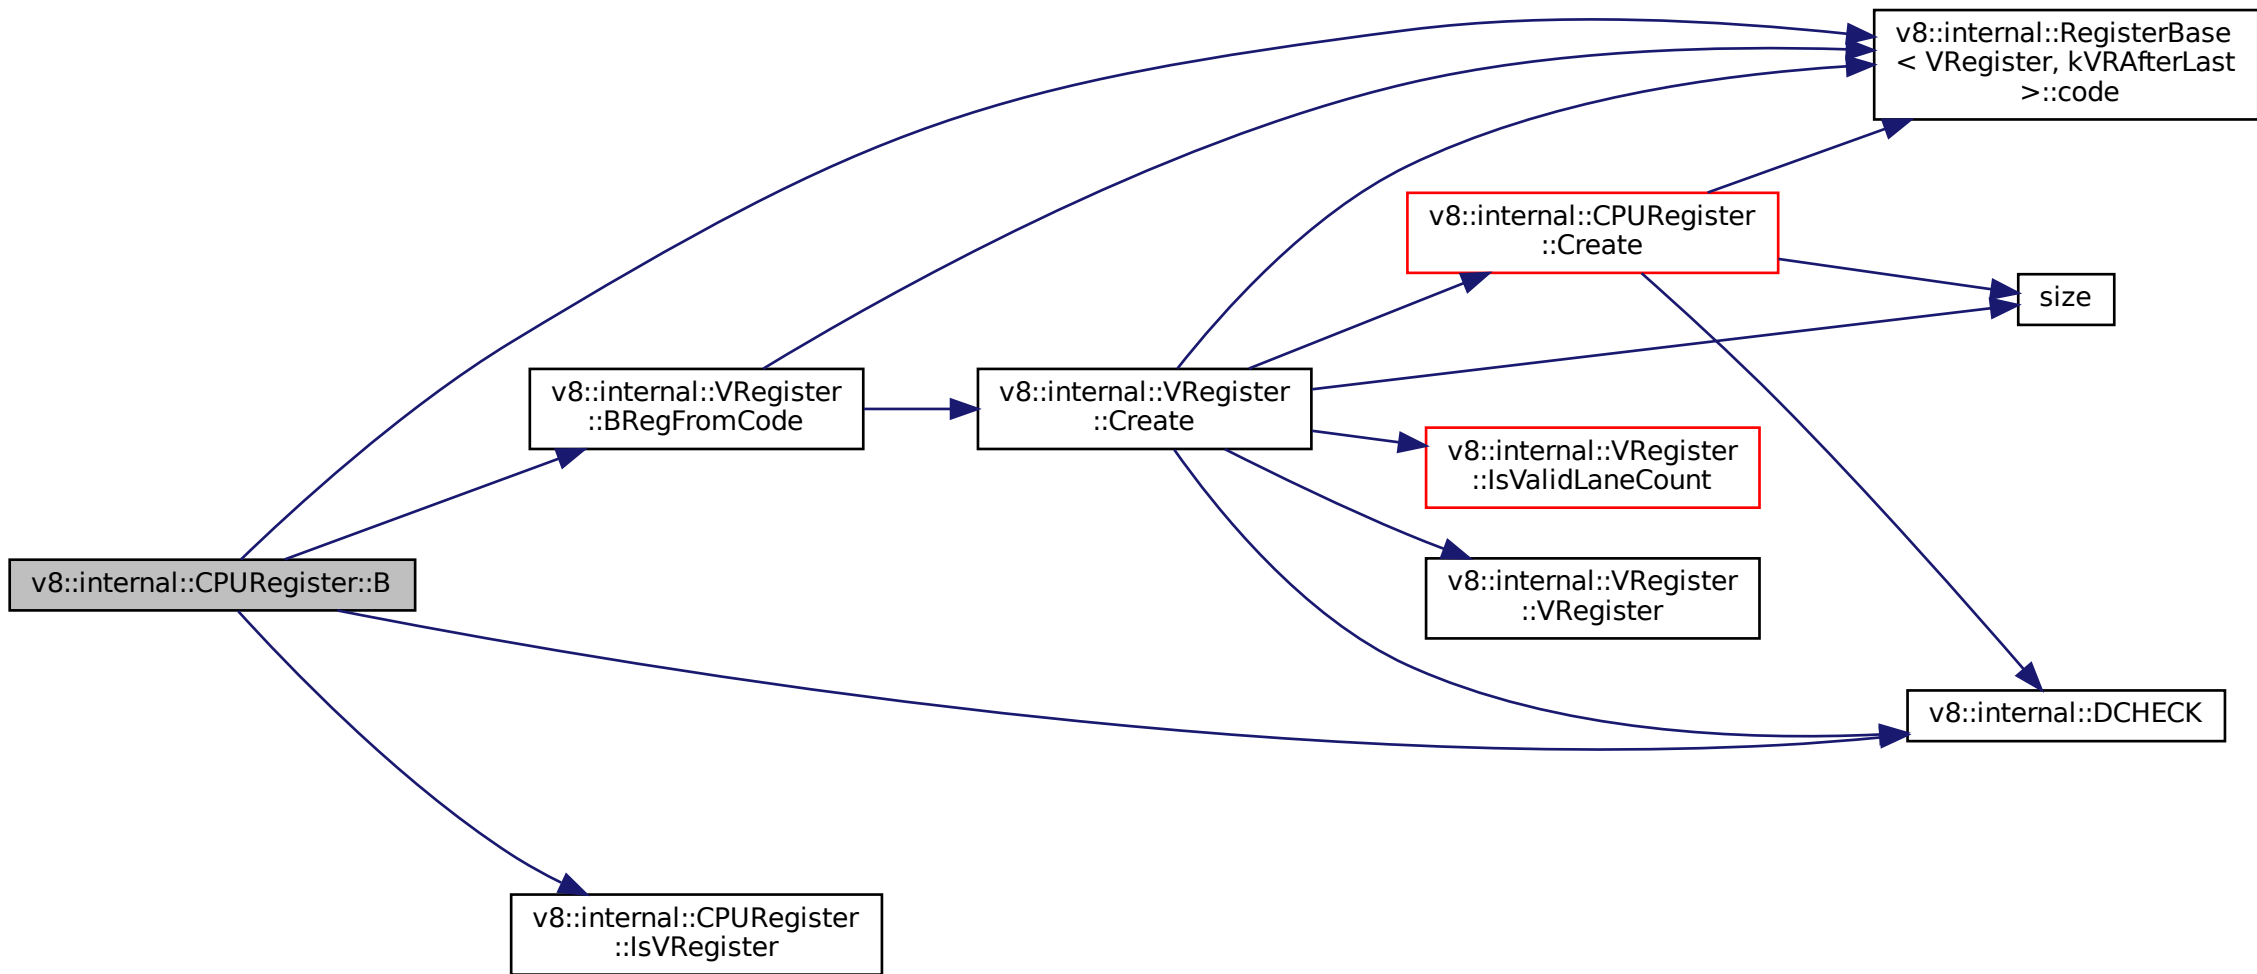 v8::internal::RegisterBase
< VRegister, kVRAfterLast
>::code
v8::internal::CPURegister
::Create
size
v8::internal::VRegister
::BRegFromCode
v8::internal::VRegister
::Create
v8::internal::VRegister
::IsValidLaneCount
v8::internal::CPURegister::B
v8::internal::VRegister
::VRegister
v8::internal::DCHECK
v8::internal::CPURegister
::IsVRegister